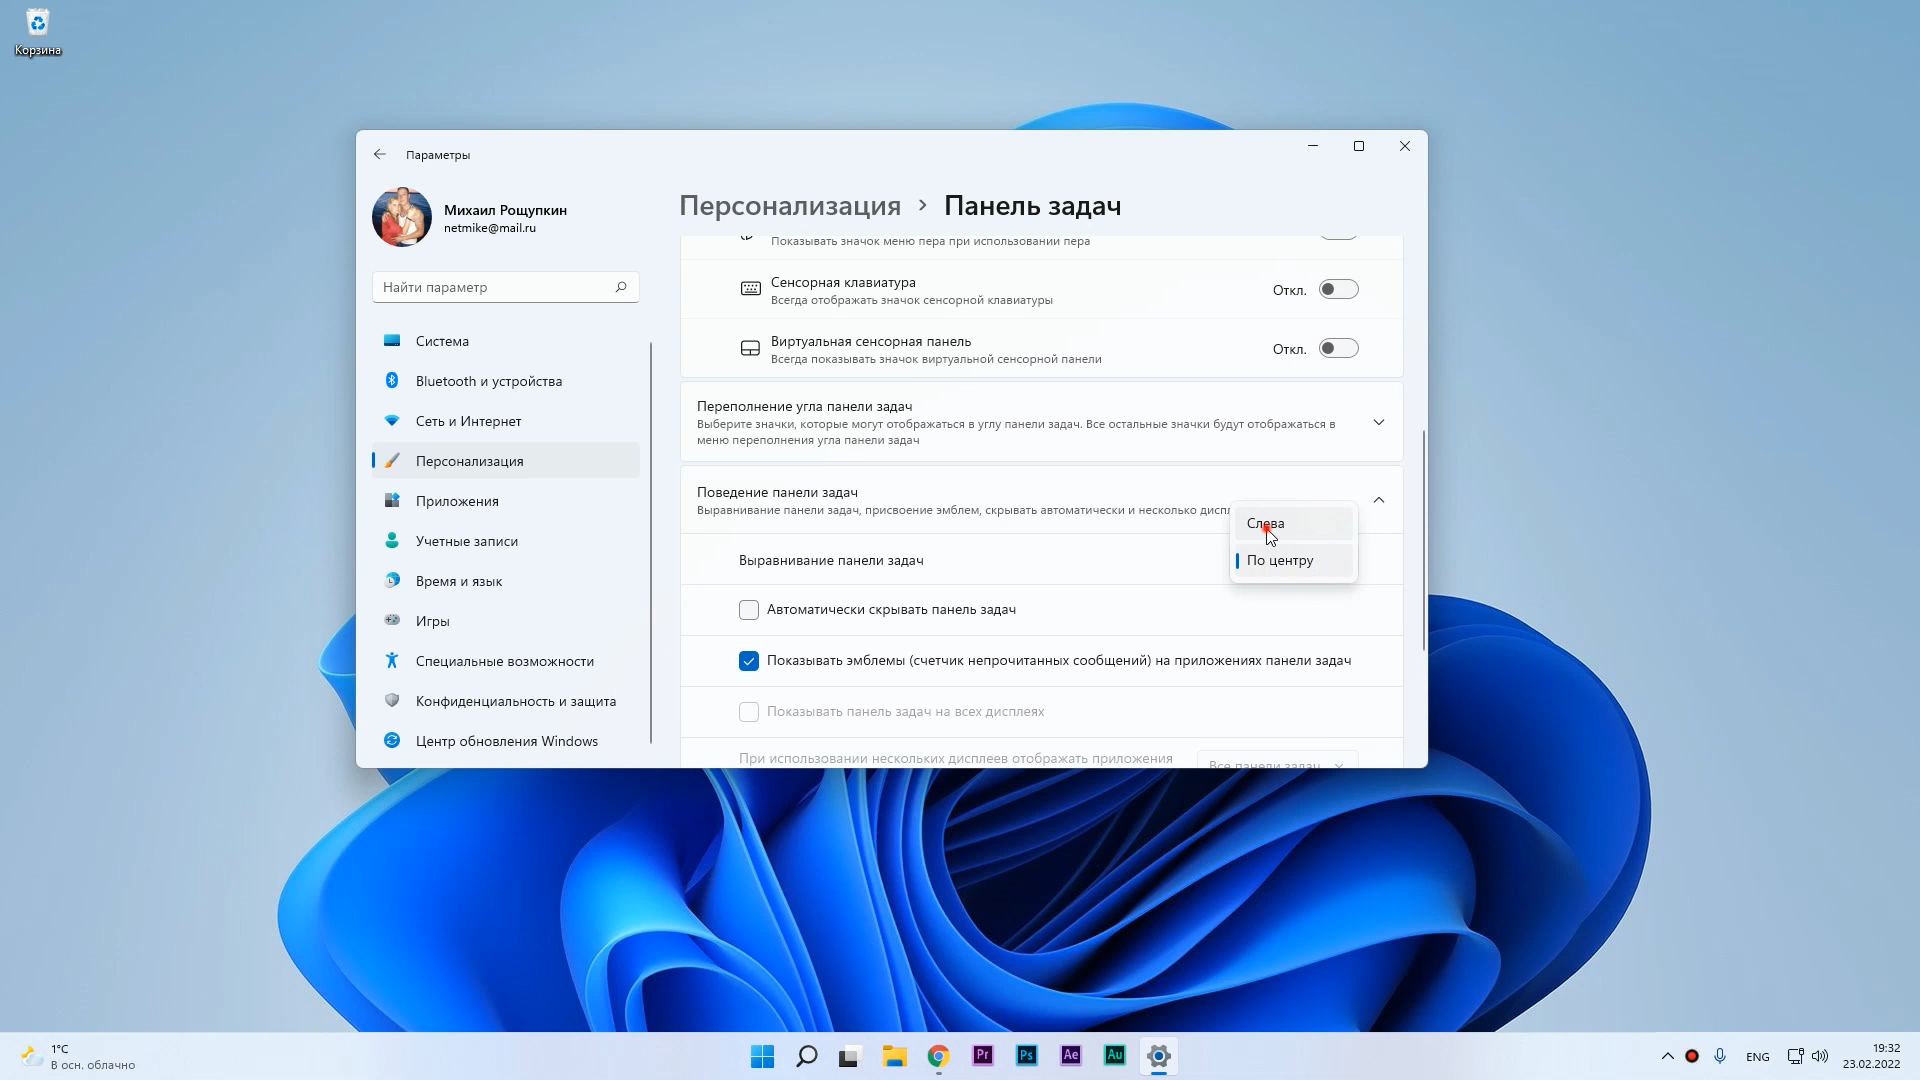 Корзина
Параметры
Михаил Рощупкин
netmike@mail.ru
Найти параметр
Система
Bluetooth и устройства
Сеть и Интернет
Персонализация
Приложения
Учетные записи
Время и язык
Игры
Специальные возможности
Конфиденциальность и защита
Центр обновления Windows
Персонализация > Панель задач
Показывать значок меню пера при использовании пера
Сенсорная клавиатура
Всегда отображать значок сенсорной клавиатуры
Откл.
Виртуальная сенсорная панель
Всегда показывать значок виртуальной сенсорной панели
Откл.
Переполнение угла панели задач
Выберите значки, которые могут отображаться в углу панели задач. Все остальные значки будут отображаться в
меню переполнения угла панели задач
Поведение панели задач
Выравнивание панели задач, присвоение эмблем, скрывать автоматически и несколько диспл
Слева
Выравнивание панели задач
По центру
Автоматически скрывать панель задач
Показывать эмблемы (счетчик непрочитанных сообщений) на приложениях панели задач
Показывать панель задач на всех дисплеях
При использовании нескольких дисплеев отображать приложения
Все панели задач
1°C
В осн. облачно
Pr
Ps
Ae
Au
ENG
19:32
23.02.2022